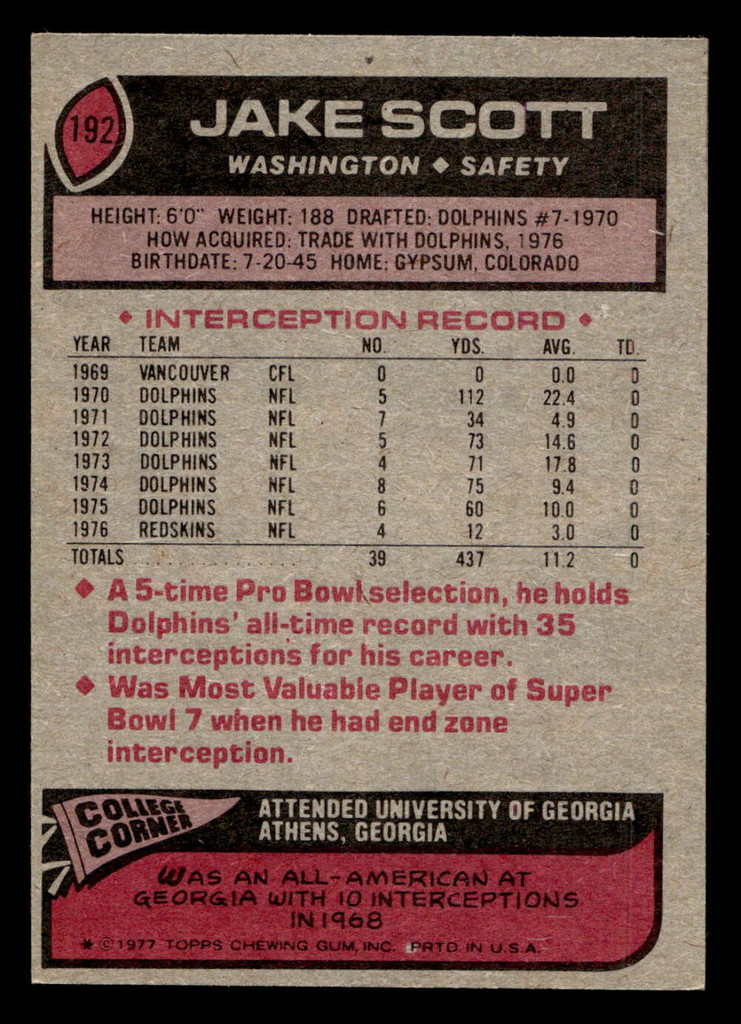 192
JAKE SCOTT
WASHINGTON ◆ SAFETY
HEIGHT: 6'0" WEIGHT: 188 DRAFTED: DOLPHINS #7-1970
HOW ACQUIRED: TRADE WITH DOLPHINS, 1976
BIRTHDATE: 7-20-45 HOME: GYPSUM, COLORADO
◆ INTERCEPTION RECORD ◆
YEAR TEAM NO. YDS. AVG. TD.
1969 VANCOUVER CFL 0 0 0.0 0
1970 DOLPHINS NFL 5 112 22.4 0
1971 DOLPHINS NFL 7 34 4.9 0
1972 DOLPHINS NFL 5 73 14.6 0
1973 DOLPHINS NFL 4 71 17.8 0
1974 DOLPHINS NFL 8 75 9.4 0
1975 DOLPHINS NFL 6 60 10.0 0
1976 REDSKINS NFL 4 12 3.0 0
TOTALS ................ 39 437 11.2 0
◆ A 5-time Pro Bowl selection, he holds
Dolphins' all-time record with 35
interceptions for his career.
◆ Was Most Valuable Player of Super
Bowl 7 when he had end zone
interception.
COLLEGE
CORNER
ATTENDED UNIVERSITY OF GEORGIA
ATHENS, GEORGIA
WAS AN ALL-AMERICAN AT
GEORGIA WITH 10 INTERCEPTIONS
IN 1968
* © 1977 TOPPS CHEWING GUM, INC. PRTD. IN U.S.A.